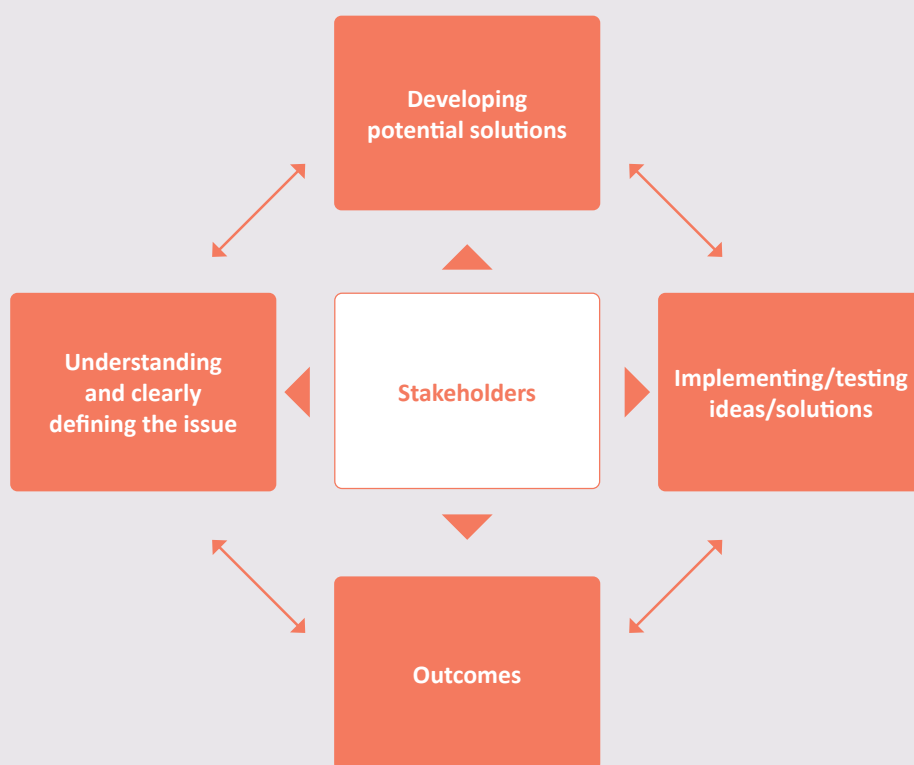 Developing
potential solutions
Understanding
and clearly
defining the issue
Stakeholders
Implementing/testing
ideas/solutions
Outcomes